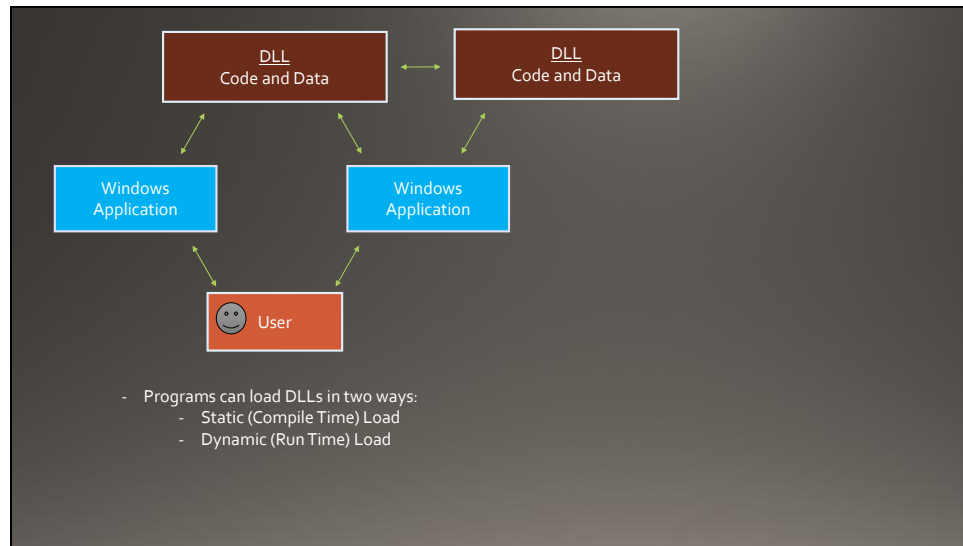 DLL
Code and Data
DLL
Code and Data
Windows
Application
Windows
Application
User
- Programs can load DLLs in two ways:
- Static (Compile Time) Load
- Dynamic (Run Time) Load